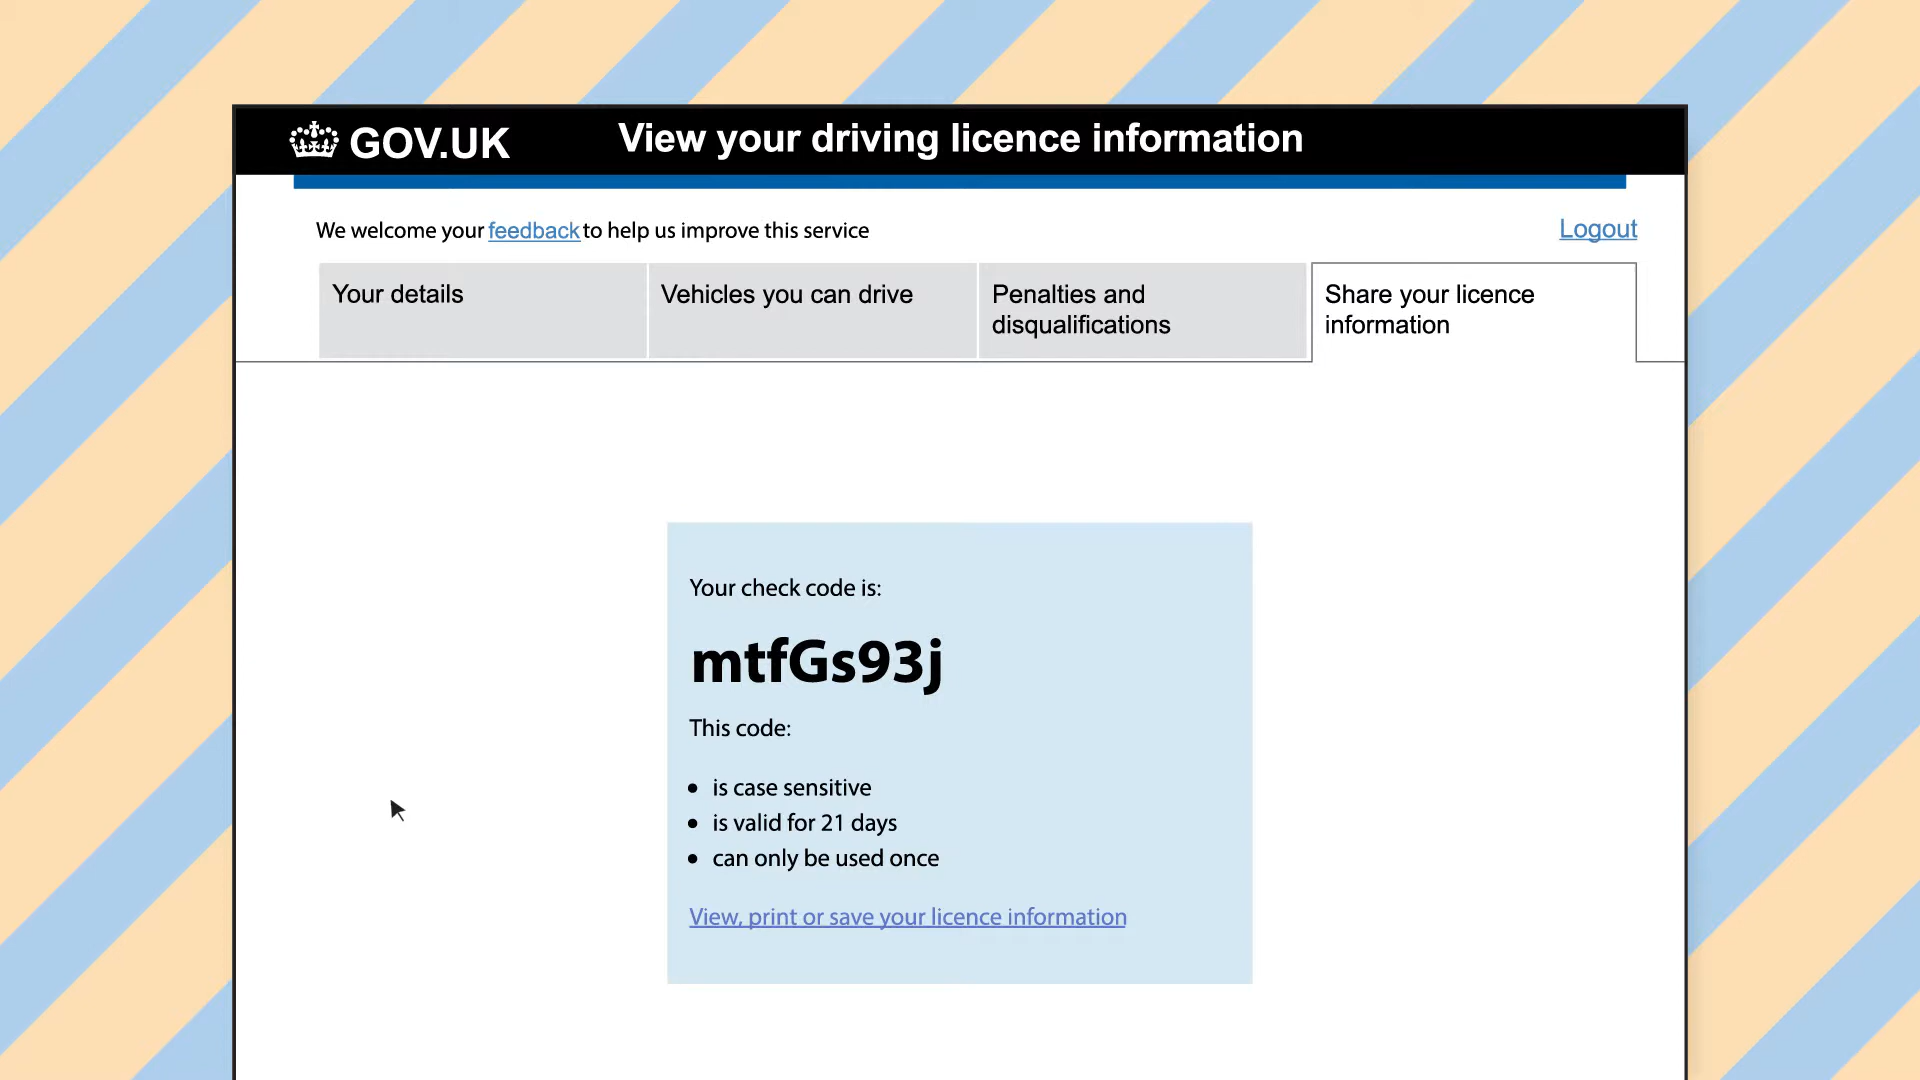 GOV.UK
View your driving licence information
We welcome your feedback to help us improve this service
Logout
Your details
Vehicles you can drive
Penalties and
disqualifications
Share your licence
information
Your check code is:
mtfGs93j
This code:
• is case sensitive
• is valid for 21 days
• can only be used once
View, print or save your licence information